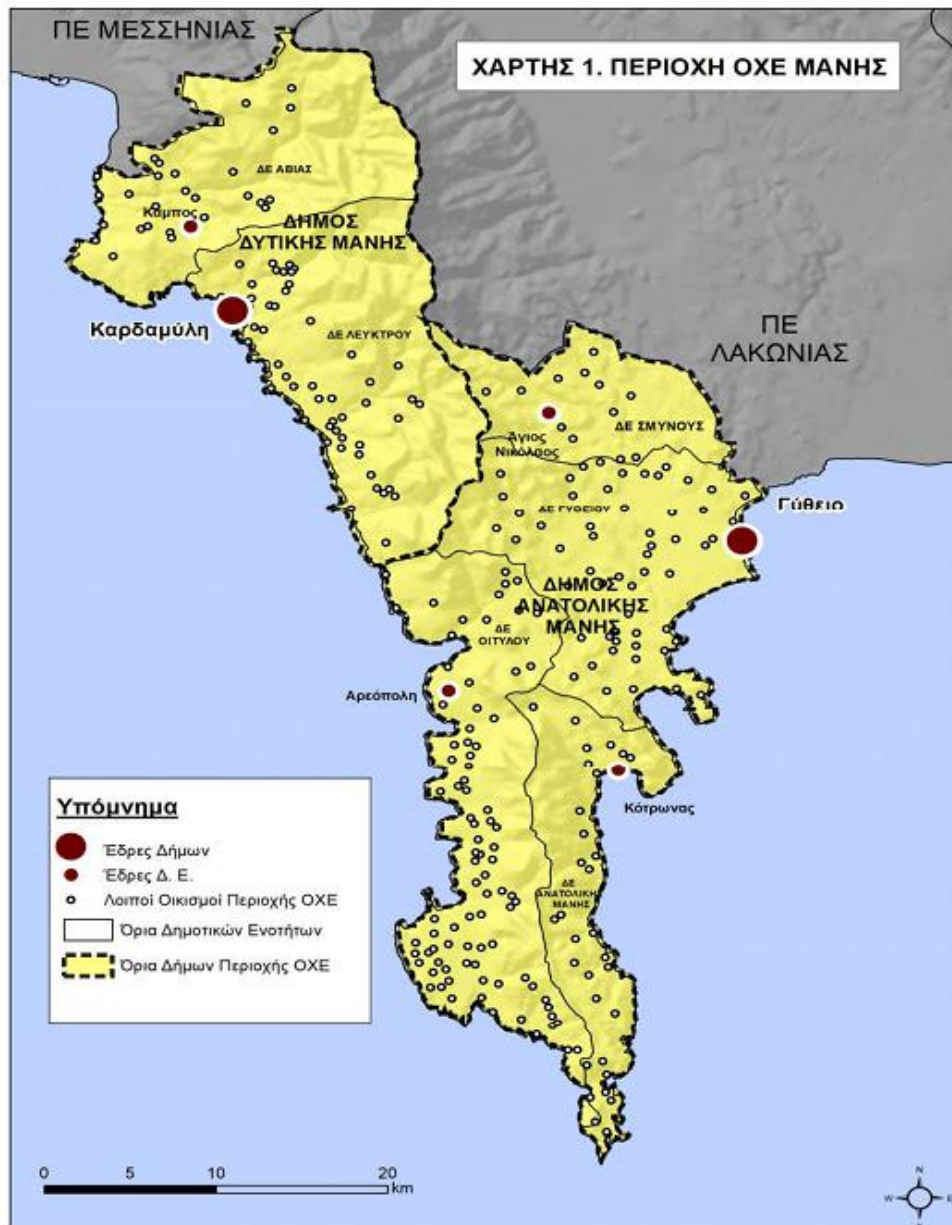 ΠΕ ΜΕΣΣΗΝΙΑΣ
ΧΑΡΤΗΣ 1. ΠΕΡΙΟΧΗ ΟΧΕ ΜΑΝΗΣ
ΔΕ ΑΒΙΑΣ
Κάμπος
ΔΗΜΟΣ
ΔΥΤΙΚΗΣ ΜΑΝΗΣ
Καρδαμύλη
ΔΕ ΛΕΥΚΤΡΟΥ
ΠΕ
ΛΑΚΩΝΙΑΣ
ΔΕ ΣΜΥΝΟΥΣ
Άγιος
Νικόλαος
Γύθειο
ΔΕ ΓΥΘΕΙΟΥ
ΔΗΜΟΣ
ΑΝΑΤΟΛΙΚΗΣ
ΜΑΝΗΣ
ΔΕ
ΟΙΤΥΛΟΥ
Αρεόπολη
Κότρωνας
ΔΕ
ΑΝΑΤΟΛΙΚΗΣ
ΜΑΝΗΣ
Υπόμνημα
Έδρες Δήμων
Έδρες Δ. Ε.
Λοιποί Οικισμοί Περιοχής ΟΧΕ
Όρια Δημοτικών Ενοτήτων
Όρια Δήμων Περιοχής ΟΧΕ
0 5 10 20
km
N
W E